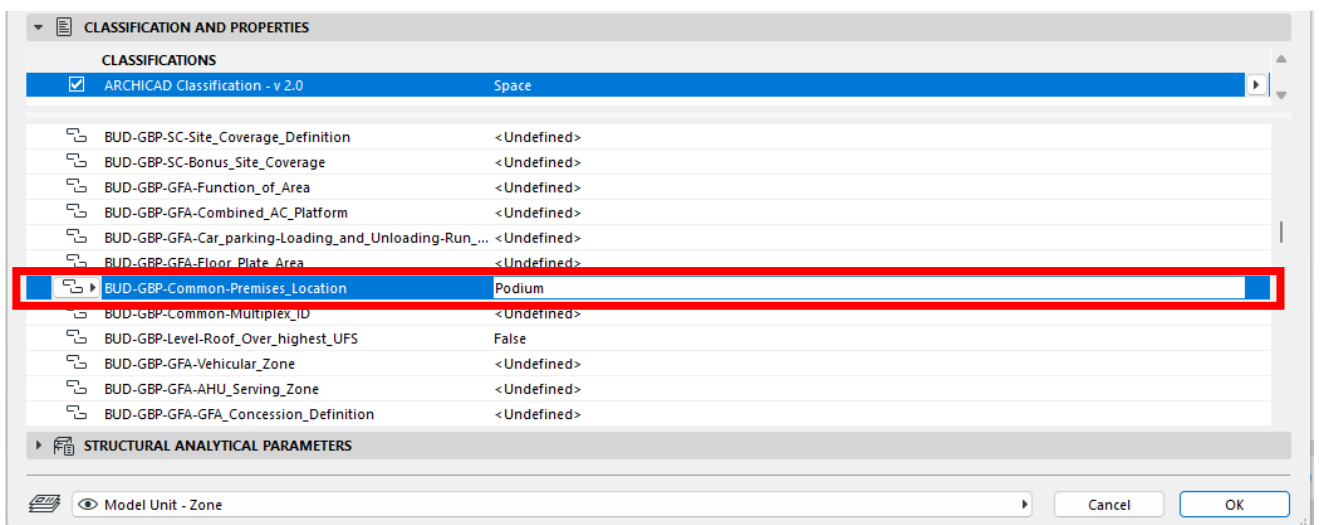 CLASSIFICATION AND PROPERTIES
CLASSIFICATIONS
ARCHICAD Classification - v 2.0 Space
BUD-GBP-SC-Site_Coverage_Definition <Undefined>
BUD-GBP-SC-Bonus_Site_Coverage <Undefined>
BUD-GBP-GFA-Function_of_Area <Undefined>
BUD-GBP-GFA-Combined_AC_Platform <Undefined>
BUD-GBP-GFA-Car_parking-Loading_and_Unloading-Run_... <Undefined>
BUD-GBP-GFA-Floor_Plate_Area <Undefined>
BUD-GBP-Common-Premises_Location Podium
BUD-GBP-Common-Multiplex_ID <Undefined>
BUD-GBP-Level-Roof_Over_highest_UFS False
BUD-GBP-GFA-Vehicular_Zone <Undefined>
BUD-GBP-GFA-AHU_Serving_Zone <Undefined>
BUD-GBP-GFA-GFA_Concession_Definition <Undefined>
STRUCTURAL ANALYTICAL PARAMETERS
Model Unit - Zone Cancel OK